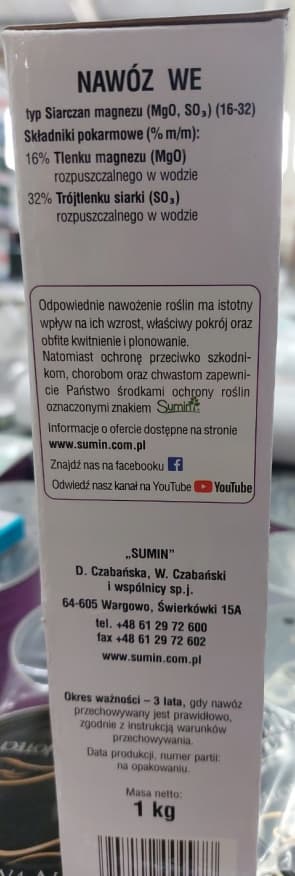 NAWÓZ WE
typ Siarczan magnezu (MgO, SO₃) (16-32)
Składniki pokarmowe (% m/m):
16% Tlenku magnezu (MgO)
rozpuszczalnego w wodzie
32% Trójtlenku siarki (SO₃)
rozpuszczalnego w wodzie
Odpowiednie nawożenie roślin ma istotny
wpływ na ich wzrost, właściwy pokrój oraz
obfite kwitnienie i plonowanie.
Natomiast ochronę przeciwko szkodni-
kom, chorobom oraz chwastom zapewni-
cie Państwo środkami ochrony roślin
oznaczonymi znakiem Sumin
Informacje o ofercie dostępne na stronie
www.sumin.com.pl
Znajdź nas na facebooku f
Odwiedź nasz kanał na YouTube YouTube
„SUMIN”
D. Czabańska, W. Czabański
i wspólnicy sp.j.
64-605 Wargowo, Świerkówki 15A
tel. +48 61 29 72 600
fax +48 61 29 72 602
www.sumin.com.pl
Okres ważności – 3 lata, gdy nawóz
przechowywany jest prawidłowo,
zgodnie z instrukcją warunków
przechowywania.
Data produkcji, numer partii:
na opakowaniu.
Masa netto:
1 kg